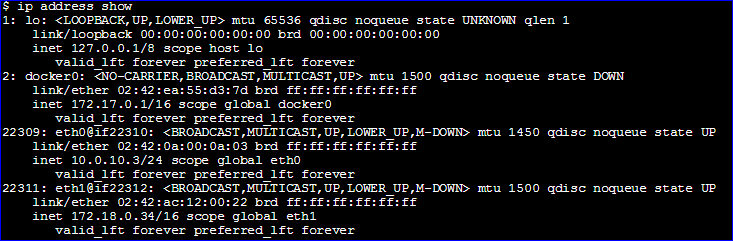 $ ip address show
1: lo: <LOOPBACK,UP,LOWER_UP> mtu 65536 qdisc noqueue state UNKNOWN qlen 1
link/loopback 00:00:00:00:00:00 brd 00:00:00:00:00:00
inet 127.0.0.1/8 scope host lo
valid_lft forever preferred_lft forever
2: docker0: <NO-CARRIER,BROADCAST,MULTICAST,UP> mtu 1500 qdisc noqueue state DOWN
link/ether 02:42:ea:55:d3:7d brd ff:ff:ff:ff:ff:ff
inet 172.17.0.1/16 scope global docker0
valid_lft forever preferred_lft forever
22309: eth0@if22310: <BROADCAST,MULTICAST,UP,LOWER_UP,M-DOWN> mtu 1450 qdisc noqueue state UP
link/ether 02:42:0a:00:0a:03 brd ff:ff:ff:ff:ff:ff
inet 10.0.10.3/24 scope global eth0
valid_lft forever preferred_lft forever
22311: eth1@if22312: <BROADCAST,MULTICAST,UP,LOWER_UP,M-DOWN> mtu 1500 qdisc noqueue state UP
link/ether 02:42:ac:12:00:22 brd ff:ff:ff:ff:ff:ff
inet 172.18.0.34/16 scope global eth1
valid_lft forever preferred_lft forever